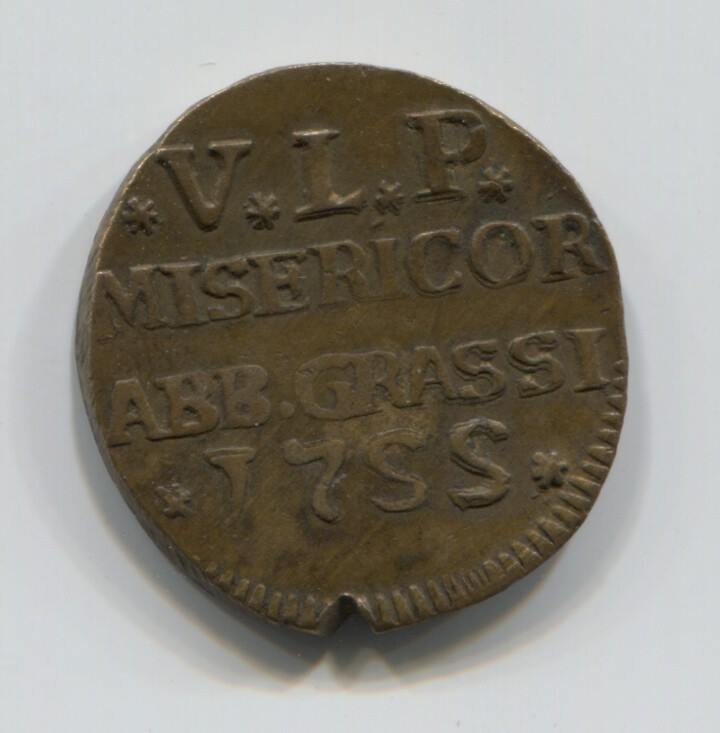 * V * L * P *
MISERICOR
ABB. GRASSI
* 1755 *